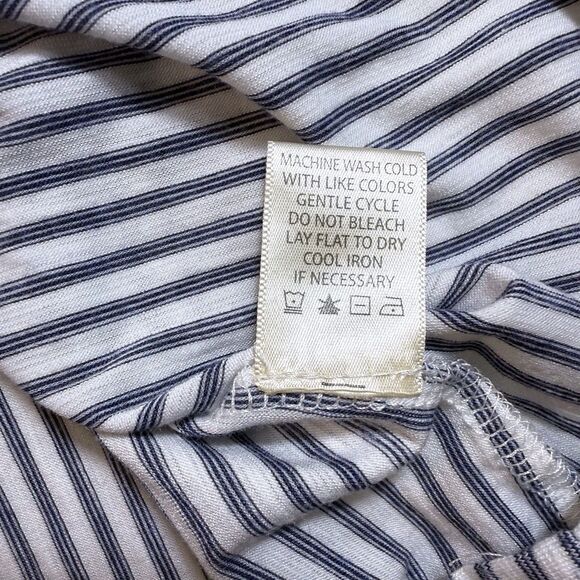 MACHINE WASH COLD
WITH LIKE COLORS
GENTLE CYCLE
DO NOT BLEACH
LAY FLAT TO DRY
COOL IRON
IF NECESSARY